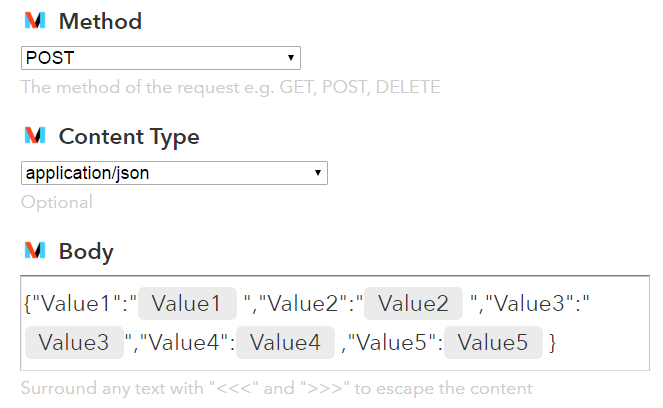 Method
POST
The method of the request e.g. GET, POST, DELETE
Content Type
application/json
Optional
Body
{"Value1":" Value1 ","Value2":" Value2 ","Value3":"
Value3 ","Value4": Value4 ,"Value5": Value5 }
Surround any text with "<<<" and ">>>" to escape the content